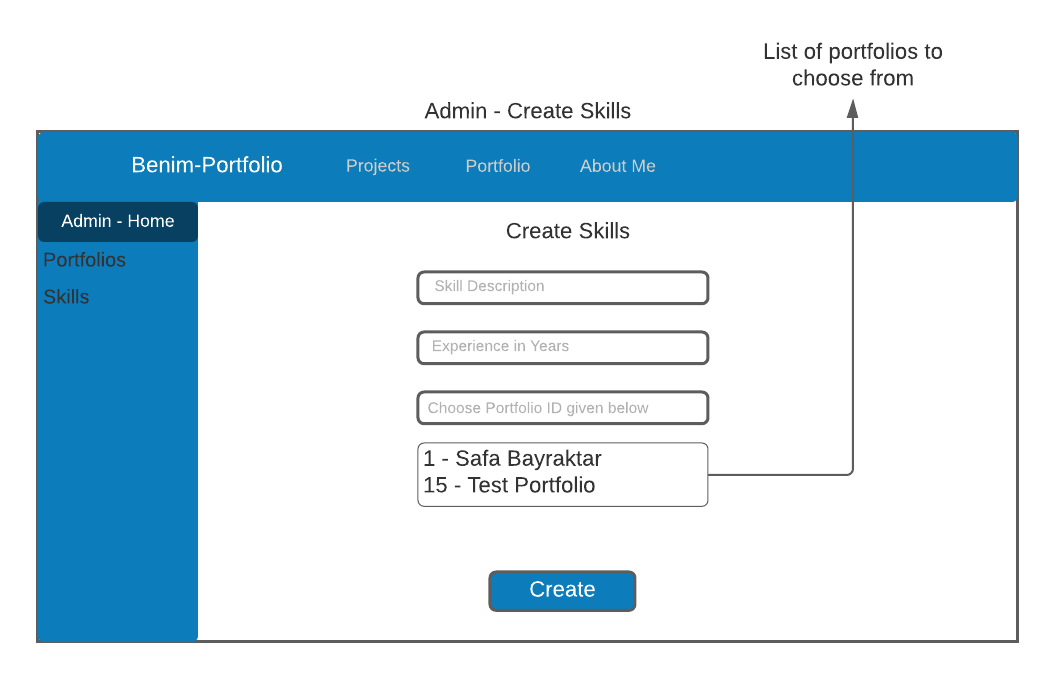 List of portfolios to
choose from
Admin - Create Skills
Benim-Portfolio Projects Portfolio About Me
Admin - Home
Portfolios
Skills
Create Skills
Skill Description
Experience in Years
Choose Portfolio ID given below
1 - Safa Bayraktar
15 - Test Portfolio
Create